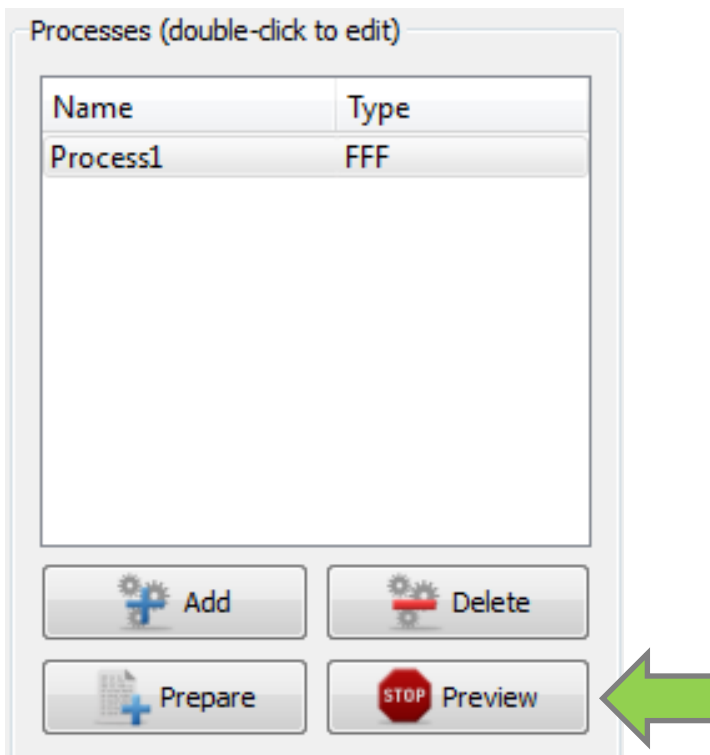 Processes (double-click to edit)
Name Type
Process1 FFF
Add Delete
Prepare STOP Preview